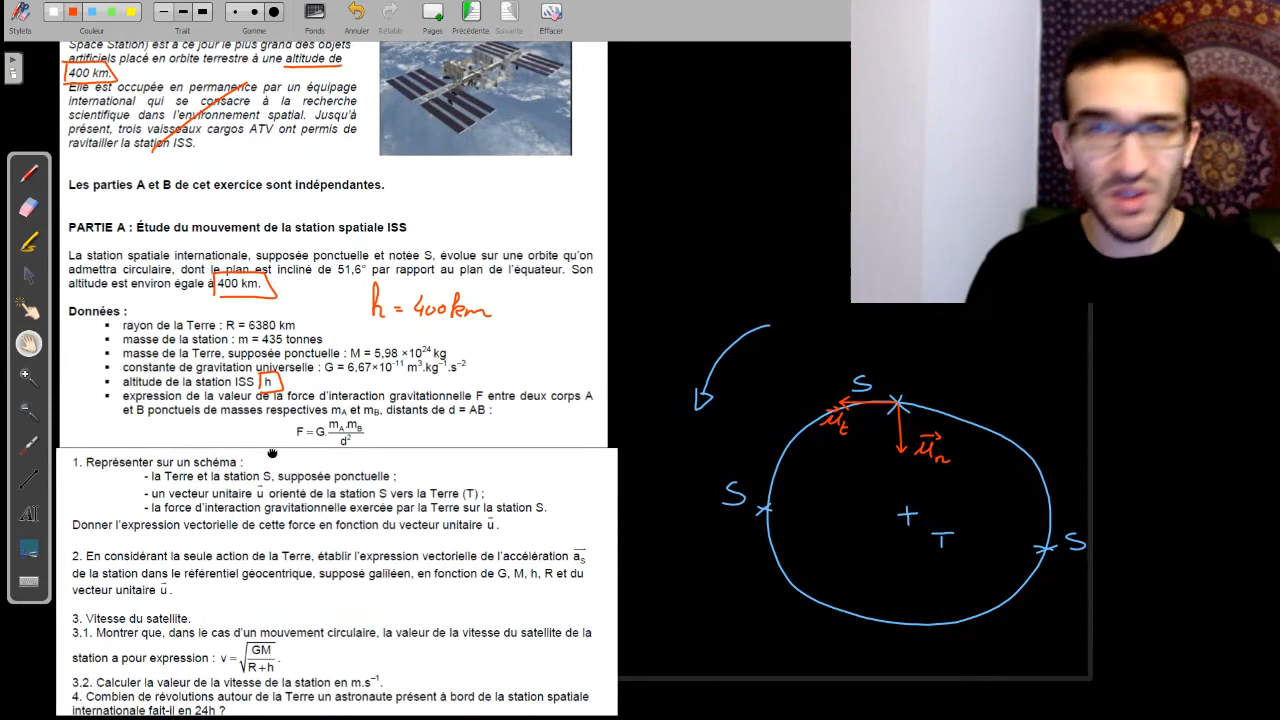 Stylets
Couleur
Ligne
Gomme
Fonds
Annuler
Rétablir
Pages
Précédente
Suivante
Effacer
Space Station) est à ce jour le plus grand des objets
artificiels placé en orbite terrestre à une altitude de
400 km.
Elle est occupée en permanence par un équipage
international qui se consacre à la recherche
scientifique dans l'environnement spatial. Jusqu'à
présent, trois vaisseaux cargos ATV ont permis de
ravitailler la station ISS.
Les parties A et B de cet exercice sont indépendantes.
PARTIE A : Étude du mouvement de la station spatiale ISS
La station spatiale internationale, supposée ponctuelle et notée S, évolue sur une orbite qu'on
admettra circulaire, dont le plan est incliné de 51,6° par rapport au plan de l'équateur. Son
altitude est environ égale à 400 km.
h = 400 km
Données :
▪ rayon de la Terre : R = 6380 km
▪ masse de la station : m = 435 tonnes
▪ masse de la Terre, supposée ponctuelle : M = 5,98 ×10²⁴ kg
▪ constante de gravitation universelle : G = 6,67×10⁻¹¹ m³.kg⁻¹.s⁻²
▪ altitude de la station ISS h
▪ expression de la valeur de la force d'interaction gravitationnelle F entre deux corps A
et B ponctuels de masses respectives mA et mB, distants de d = AB :
F = G. mA.mB / d²
1. Représenter sur un schéma :
- la Terre et la station S, supposée ponctuelle ;
- un vecteur unitaire u⃗ orienté de la station S vers la Terre (T) ;
- la force d'interaction gravitationnelle exercée par la Terre sur la station S.
Donner l'expression vectorielle de cette force en fonction du vecteur unitaire u⃗.
2. En considérant la seule action de la Terre, établir l'expression vectorielle de l'accélération a⃗S
de la station dans le référentiel géocentrique, supposé galiléen, en fonction de G, M, h, R et du
vecteur unitaire u⃗.
3. Vitesse du satellite.
3.1. Montrer que, dans le cas d'un mouvement circulaire, la valeur de la vitesse du satellite de la
station a pour expression : v = √(GM / R+h) .
3.2. Calculer la valeur de la vitesse de la station en m.s⁻¹.
4. Combien de révolutions autour de la Terre un astronaute présent à bord de la station spatiale
internationale fait-il en 24h ?
S
u⃗t
u⃗n
S
T
S